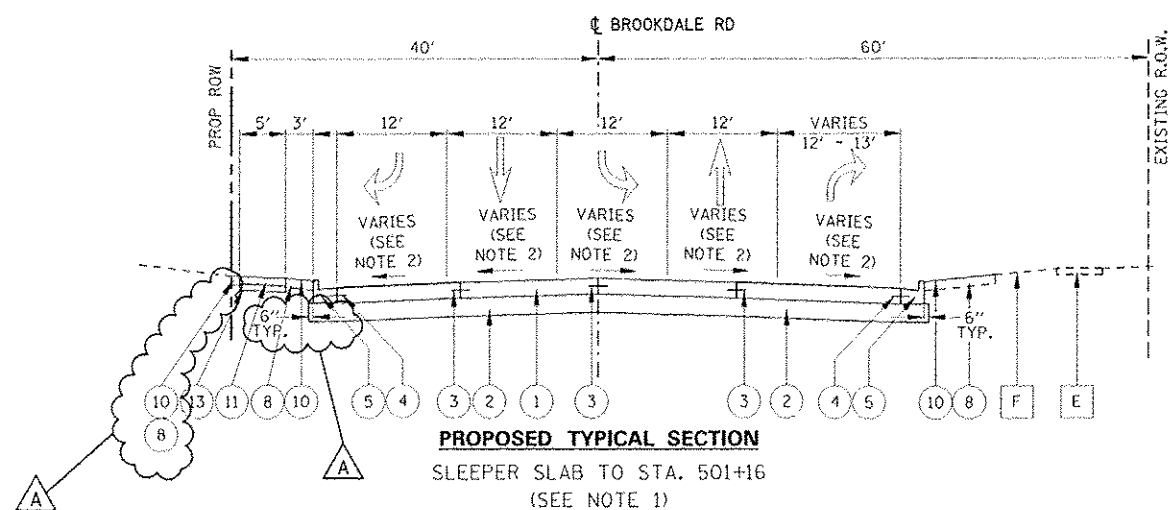 ℄ BROOKDALE RD
40' 60'
PROP ROW
EXISTING R.O.W.
5' 3' 12' 12' 12' 12' VARIES
12' - 13'
VARIES
(SEE
NOTE 2)
VARIES
(SEE
NOTE 2)
VARIES
(SEE
NOTE 2)
VARIES
(SEE
NOTE 2)
VARIES
(SEE
NOTE 2)
6"
TYP.
6"
TYP.
10 13 11 8 10 5 4 3 2 1 3 3 2 4 5 10 8 F E
8
PROPOSED TYPICAL SECTION
A A
SLEEPER SLAB TO STA. 501+16
(SEE NOTE 1)